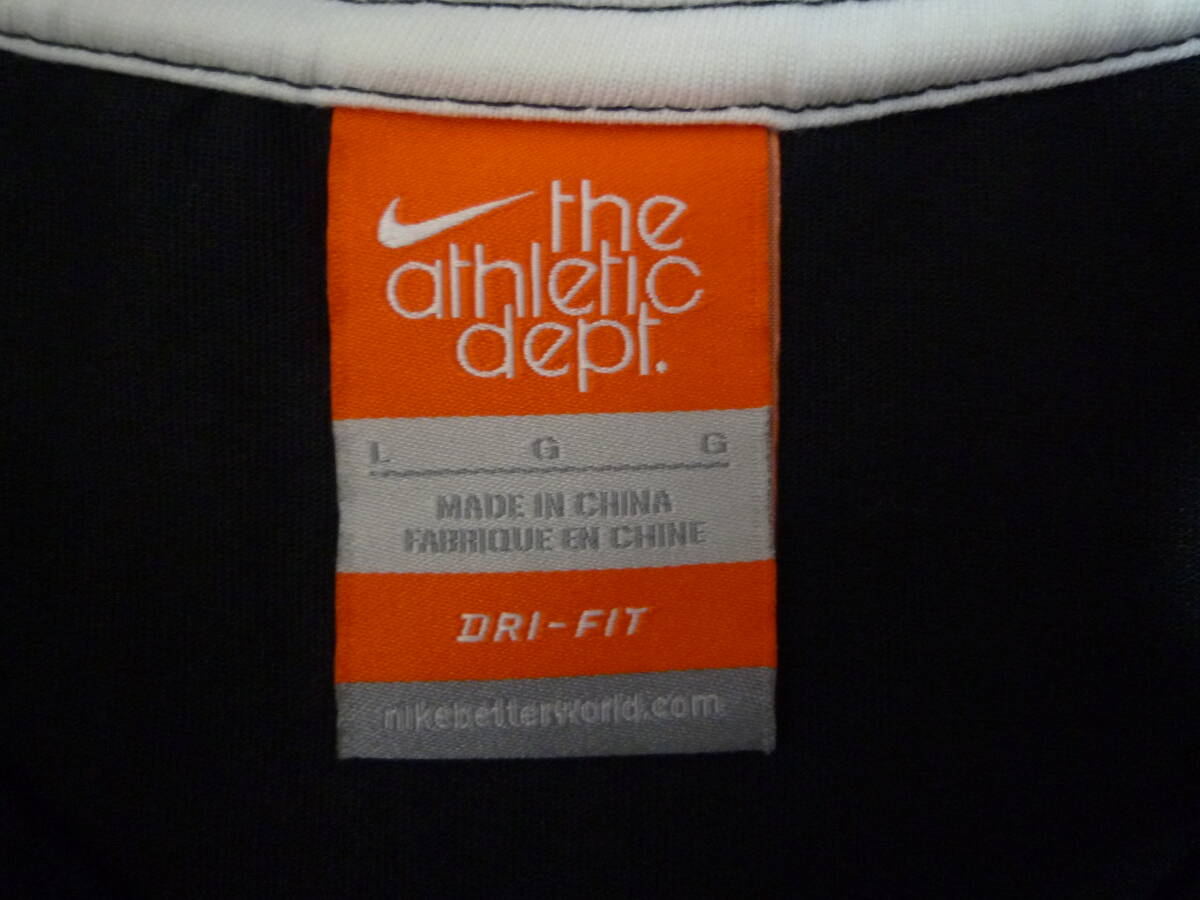 the
athletic
dept.
L G G
MADE IN CHINA
FABRIQUE EN CHINE
DRI-FIT
nikebetterworld.com